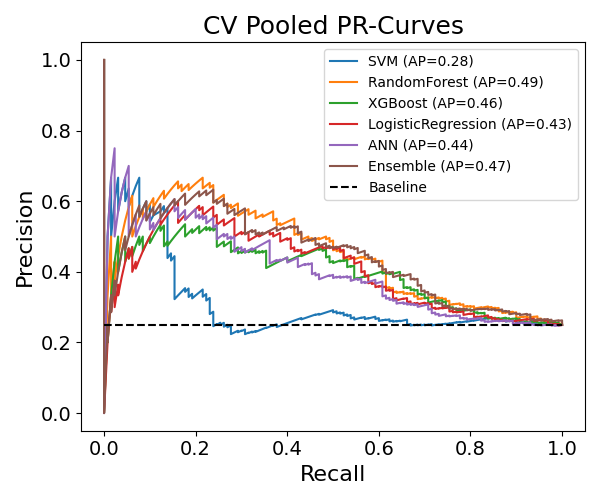 CV Pooled PR-Curves
SVM (AP=0.28)
RandomForest (AP=0.49)
XGBoost (AP=0.46)
LogisticRegression (AP=0.43)
ANN (AP=0.44)
Ensemble (AP=0.47)
Baseline
Precision
1.0
0.8
0.6
0.4
0.2
0.0
0.0 0.2 0.4 0.6 0.8 1.0
Recall